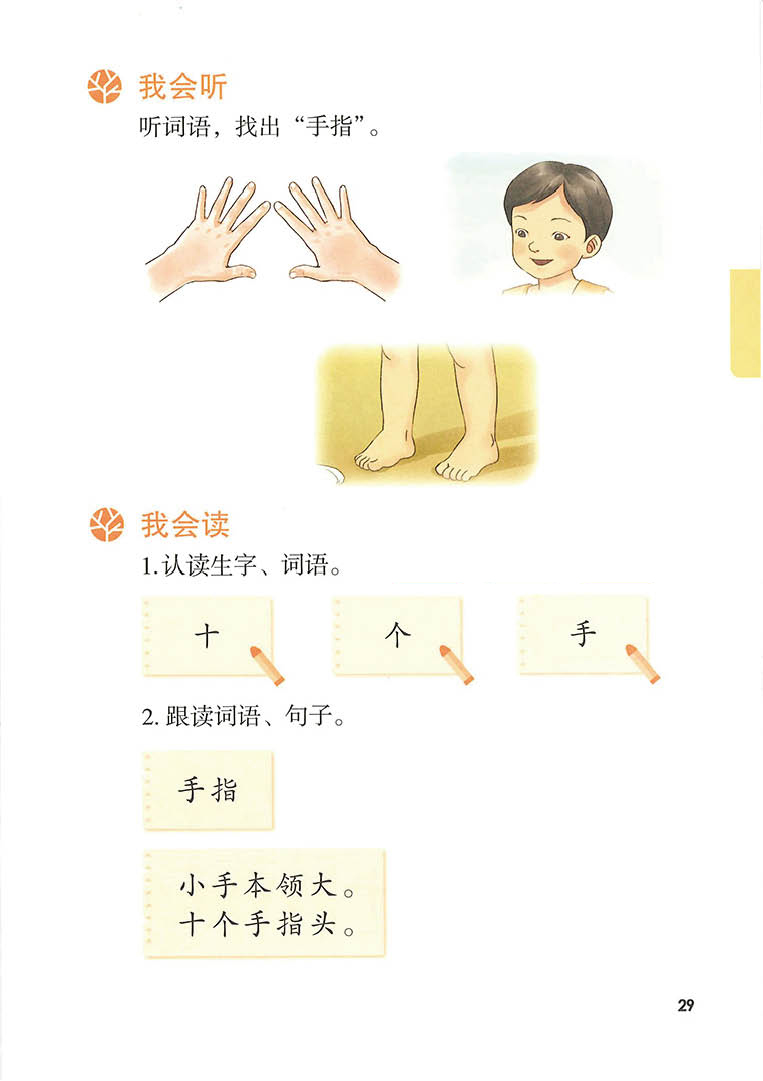 我会听
听词语，找出“手指”。
我会读
1.认读生字、词语。
十 个 手
2. 跟读词语、句子。
手指
小手本领大。
十个手指头。
29